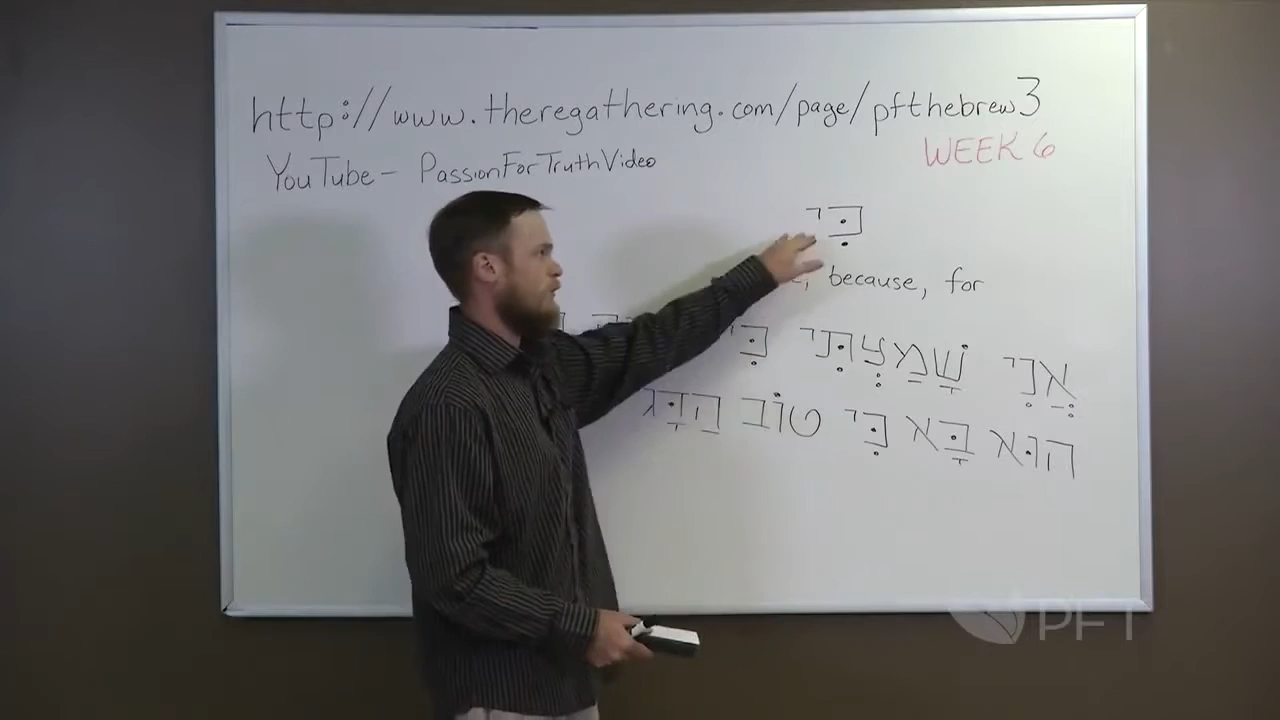 http://www.theregathering.com/page/pfthebrew3
WEEK 6
YouTube- PassionForTruthVideo
כִּי
because, for
אֲנִי שָׁמַעְתִּי כִּי
הוּא בָּא כִּי טוֹב הַדָּג
PFT